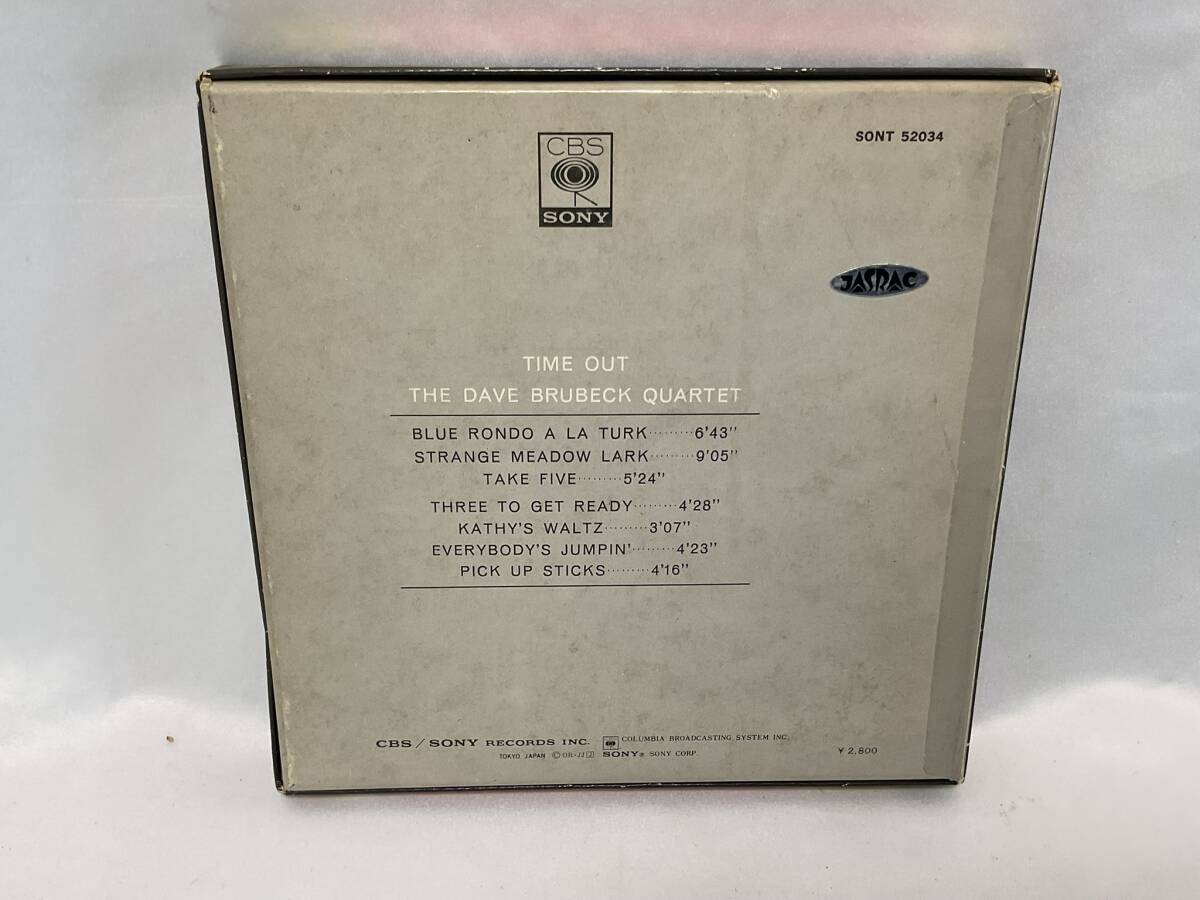 CBS
SONY
SONT 52034
JASRAC
TIME OUT
THE DAVE BRUBECK QUARTET
BLUE RONDO A LA TURK·········6'43"
STRANGE MEADOW LARK·········9'05"
TAKE FIVE·········5'24"
THREE TO GET READY·········4'28"
KATHY'S WALTZ·········3'07"
EVERYBODY'S JUMPIN'·········4'23"
PICK UP STICKS·········4'16"
CBS / SONY RECORDS INC. COLUMBIA BROADCASTING SYSTEM INC.
TOKYO, JAPAN ⓒOR·JJ🄹 SONY® SONY CORP.
¥ 2,800